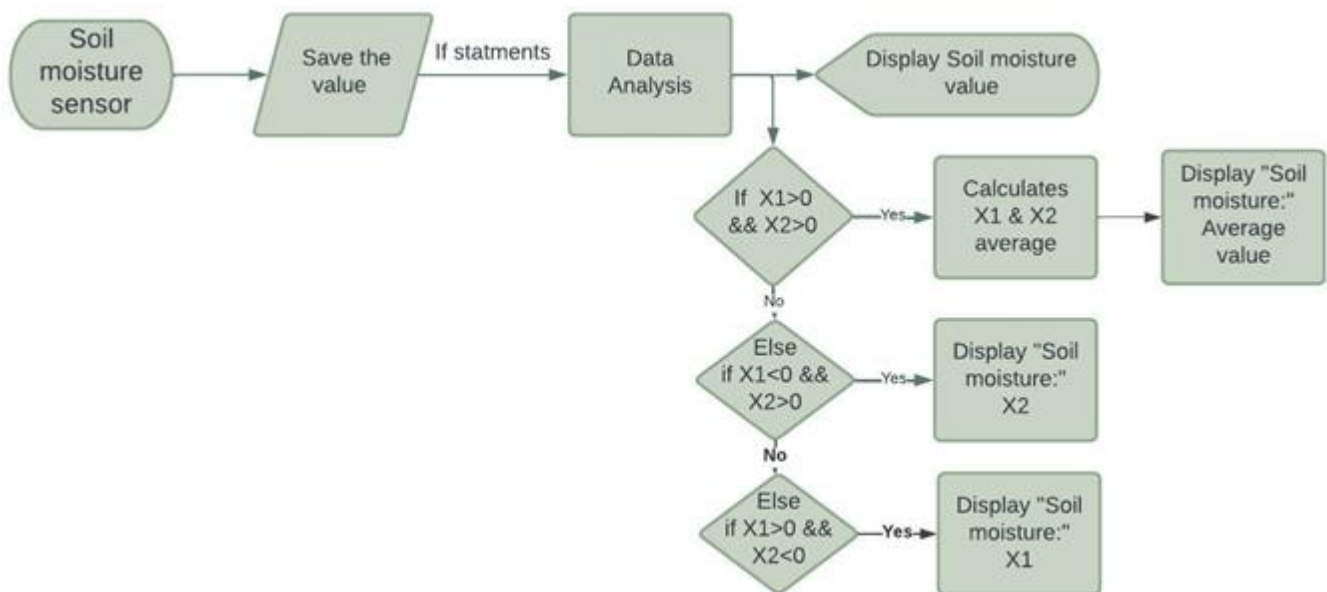 Soil
moisture
sensor
Save the
value
If statments
Data
Analysis
Display Soil moisture
value
If X1>0
&& X2>0
Yes
Calculates
X1 & X2
average
Display "Soil
moisture:"
Average
value
No
Else
if X1<0 &&
X2>0
Yes
Display "Soil
moisture:"
X2
No
Else
if X1>0 &&
X2<0
Yes
Display "Soil
moisture:"
X1